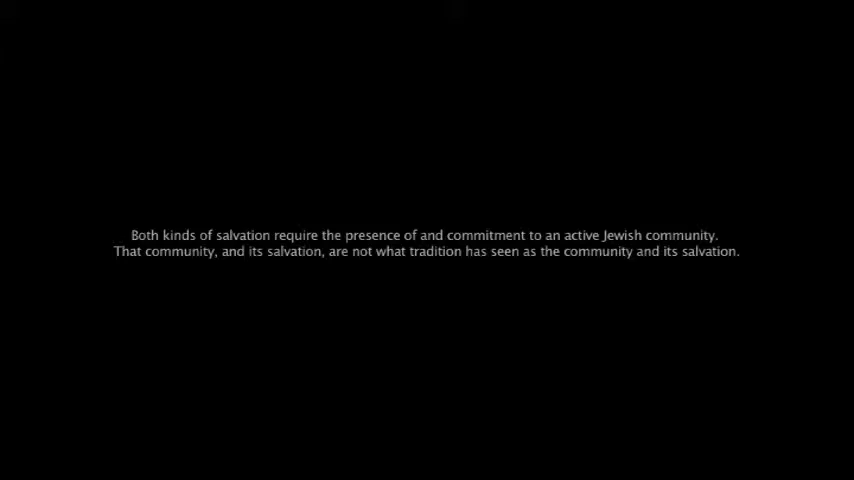 Both kinds of salvation require the presence of and commitment to an active Jewish community.
That community, and its salvation, are not what tradition has seen as the community and its salvation.